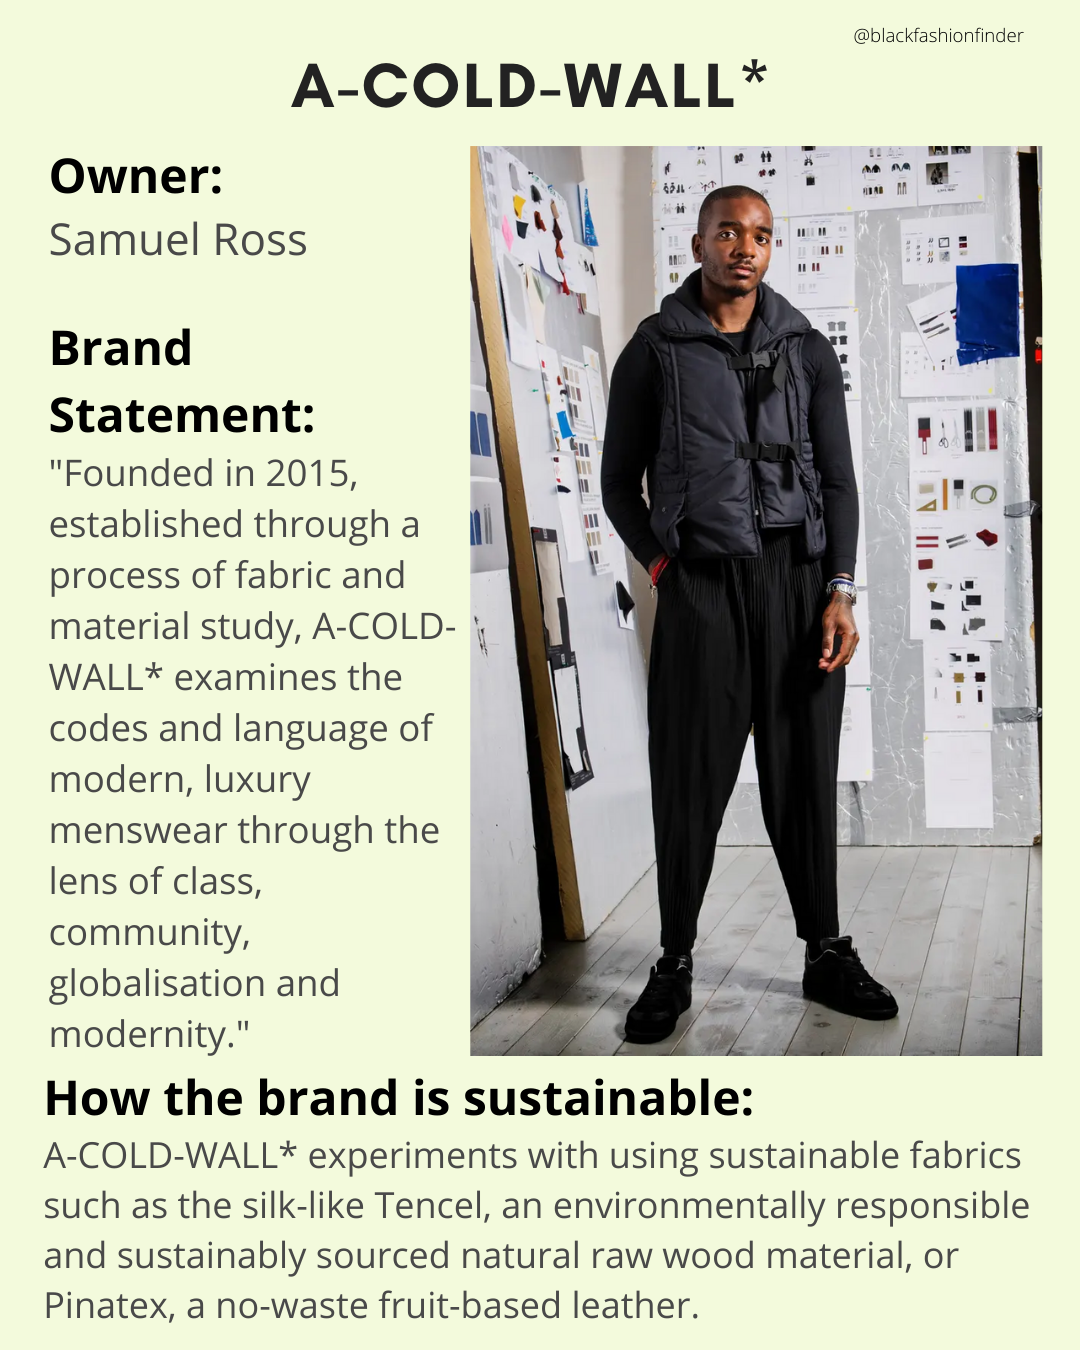 @blackfashionfinder
A-COLD-WALL*
Owner:
Samuel Ross
Brand
Statement:
"Founded in 2015,
established through a
process of fabric and
material study, A-COLD-
WALL* examines the
codes and language of
modern, luxury
menswear through the
lens of class,
community,
globalisation and
modernity."
How the brand is sustainable:
A-COLD-WALL* experiments with using sustainable fabrics
such as the silk-like Tencel, an environmentally responsible
and sustainably sourced natural raw wood material, or
Pinatex, a no-waste fruit-based leather.